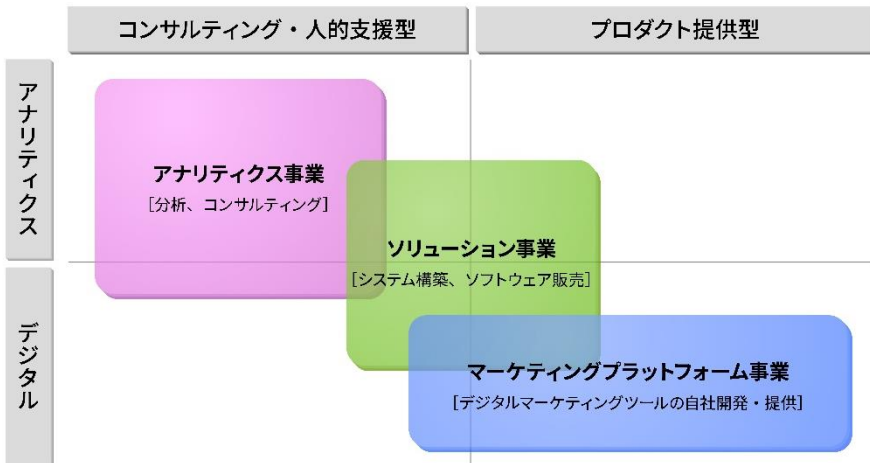 コンサルティング・人的支援型
プロダクト提供型
アナリティクス
アナリティクス事業
[分析、コンサルティング]
ソリューション事業
[システム構築、ソフトウェア販売]
デジタル
マーケティングプラットフォーム事業
[デジタルマーケティングツールの自社開発・提供]